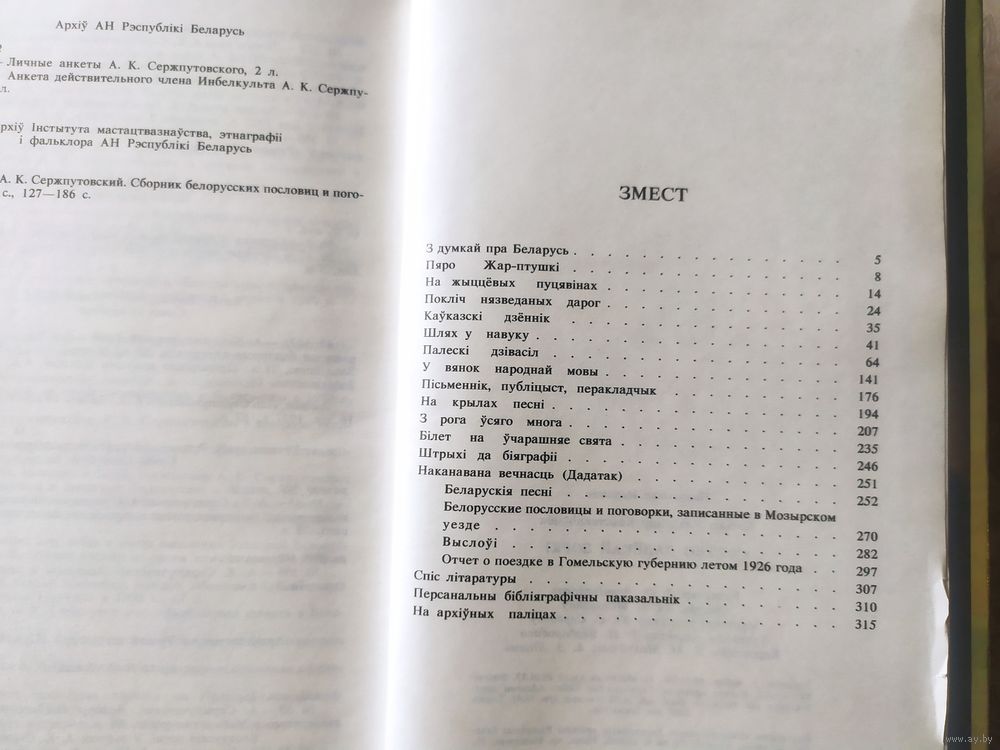 Архіў АН Рэспублікі Беларусь
— Личные анкеты А. К. Сержпутовского, 2 л.
Анкета действительного члена Инбелкульта А. К. Сержпу-
л.
рхіў Інстытута мастацтвазнаўства, этнаграфіі
і фальклора АН Рэспублікі Беларусь
А. К. Сержпутовский. Сборник белорусских пословиц и пого-
с., 127—186 с.
ЗМЕСТ
З думкай пра Беларусь . . . . . . . . . . . . . . . 5
Пяро Жар-птушкі . . . . . . . . . . . . . . . 8
На жыццёвых пуцявінах . . . . . . . . . . . . . 14
Покліч нязведаных дарог . . . . . . . . . . . . . 24
Каўказскі дзённік . . . . . . . . . . . . . . . 35
Шлях у навуку . . . . . . . . . . . . . . . . 41
Палескі дзівасіл . . . . . . . . . . . . . . . 64
У вянок народнай мовы . . . . . . . . . . . . . 141
Пісьменнік, публіцыст, перакладчык . . . . . . . . . . 176
На крылах песні . . . . . . . . . . . . . . . 194
З рога ўсяго многа . . . . . . . . . . . . . . 207
Білет на ўчарашняе свята . . . . . . . . . . . . 235
Штрыхі да біяграфіі . . . . . . . . . . . . . . 246
Наканавана вечнасць (Дадатак) . . . . . . . . . . . 251
Беларускія песні . . . . . . . . . . . . . . 252
Белорусские пословицы и поговорки, записанные в Мозырском
уезде . . . . . . . . . . . . . . . . . 270
Выслоўі . . . . . . . . . . . . . . . . 282
Отчет о поездке в Гомельскую губернию летом 1926 года . . 297
Спіс літаратуры . . . . . . . . . . . . . . . 307
Персанальны бібліяграфічны паказальнік . . . . . . . . . 310
На архіўных паліцах . . . . . . . . . . . . . . 315
www.ay.by